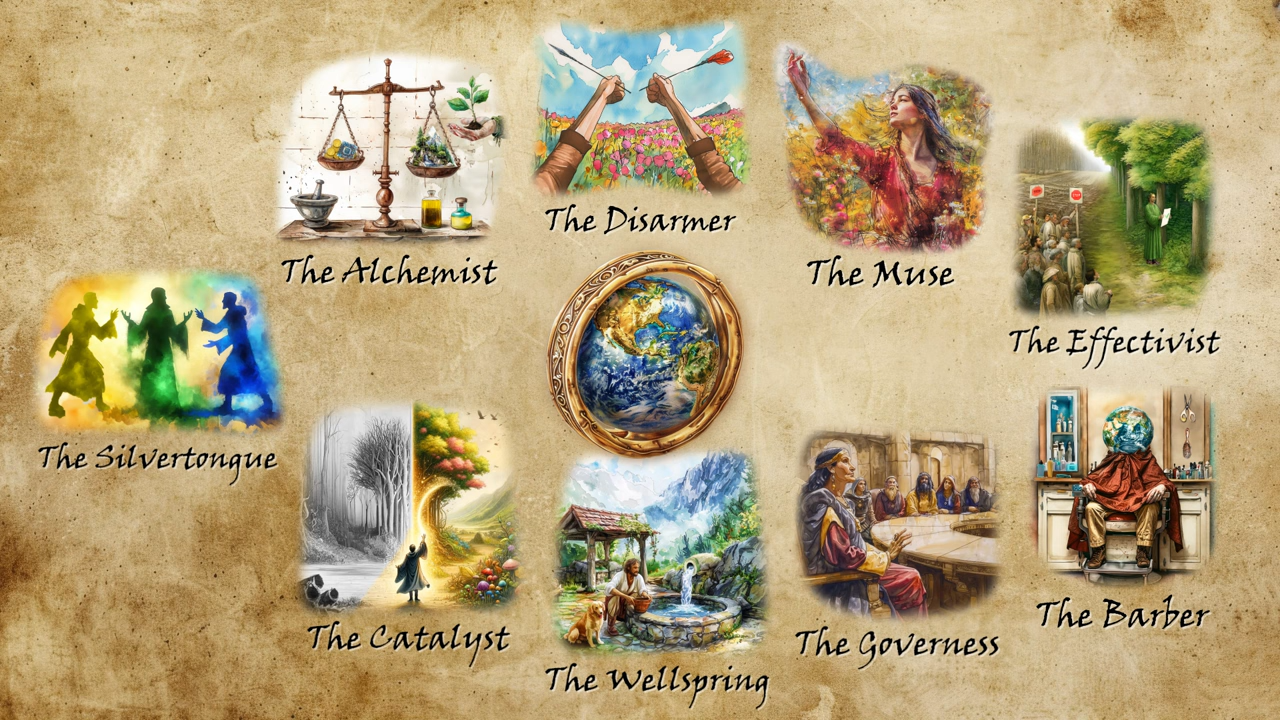 The Disarmer
The Alchemist
The Muse
The Effectivist
The Silvertongue
The Catalyst
The Wellspring
The Governess
The Barber